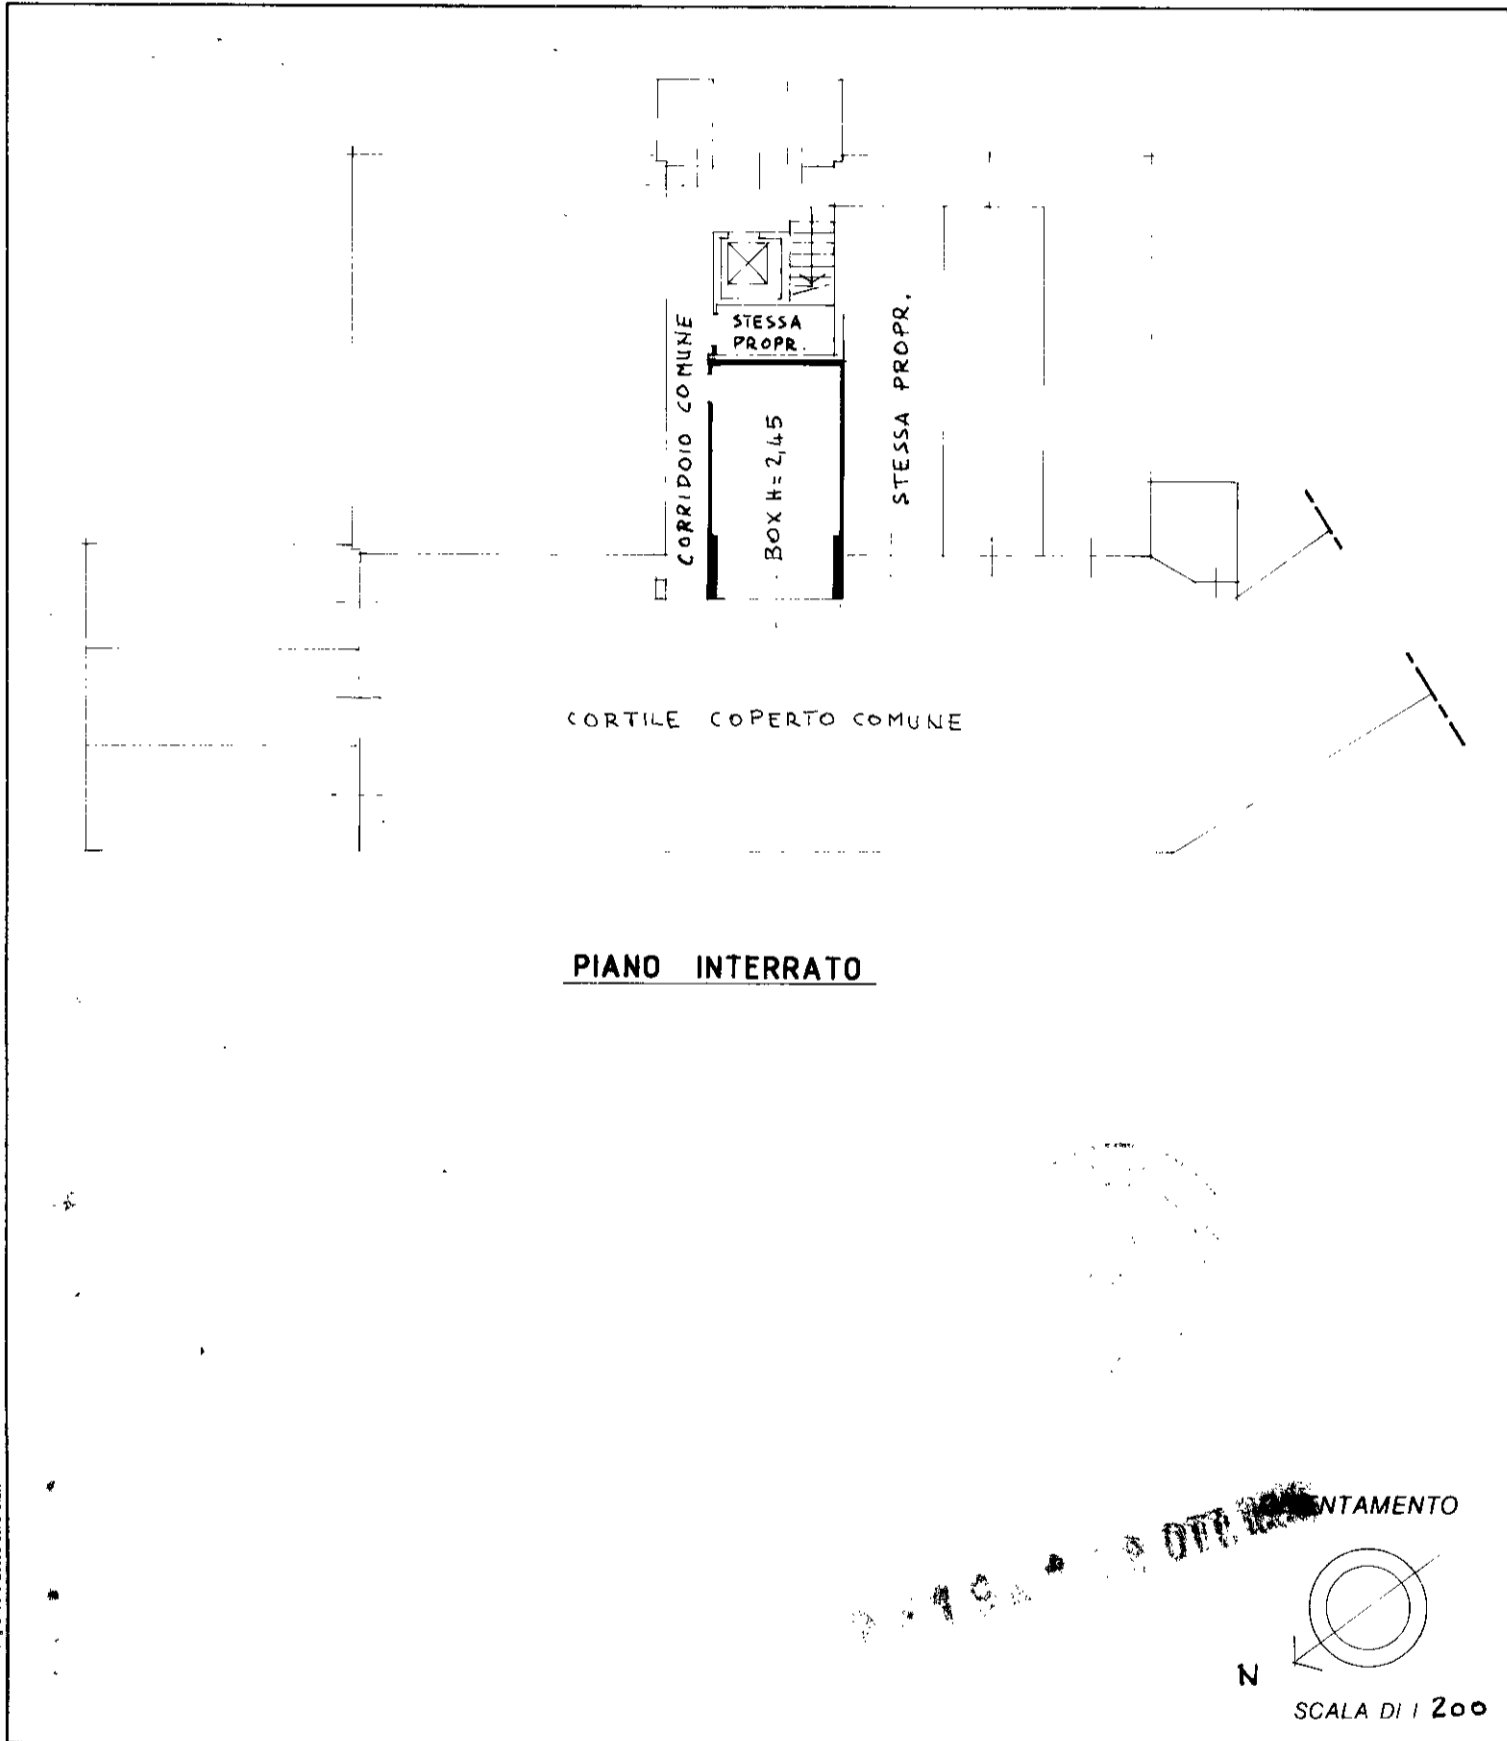 STESSA
PROPR.
CORRIDOIO COMUNE
BOX H = 2,45
STESSA PROPR.
CORTILE COPERTO COMUNE
PIANO INTERRATO
OTT.
NTAMENTO
N
SCALA DI 1 200